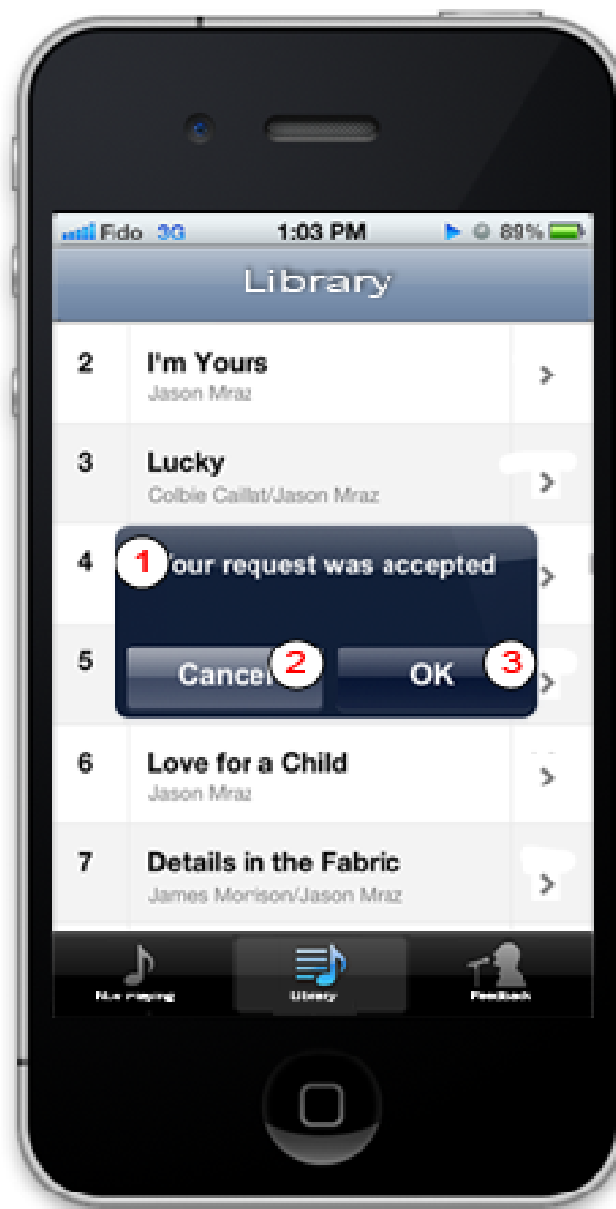 Fido 3G 1:03 PM 89%
Library
2 I'm Yours
Jason Mraz
3 Lucky
Colbie Caillat/Jason Mraz
4
1 Your request was accepted
5
Cancel 2 OK 3
6 Love for a Child
Jason Mraz
7 Details in the Fabric
James Morrison/Jason Mraz
Library Feedback